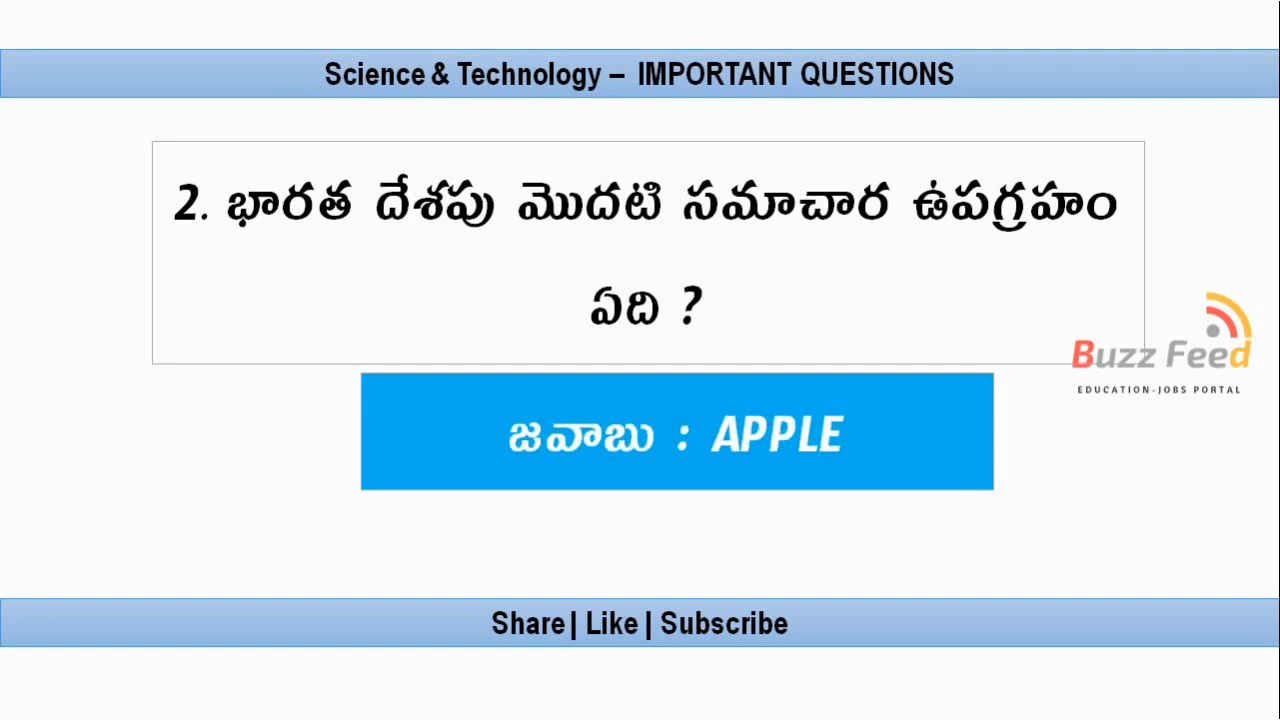 Science & Technology – IMPORTANT QUESTIONS
2. భారత దేశపు మొదటి సమాచార ఉపగ్రహం
ఏది ?
Buzz Feed
EDUCATION-JOBS PORTAL
జవాబు : APPLE
Share| Like | Subscribe